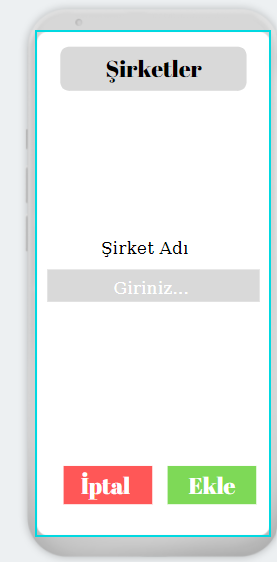 Şirketler
Şirket Adı
Giriniz...
İptal
Ekle